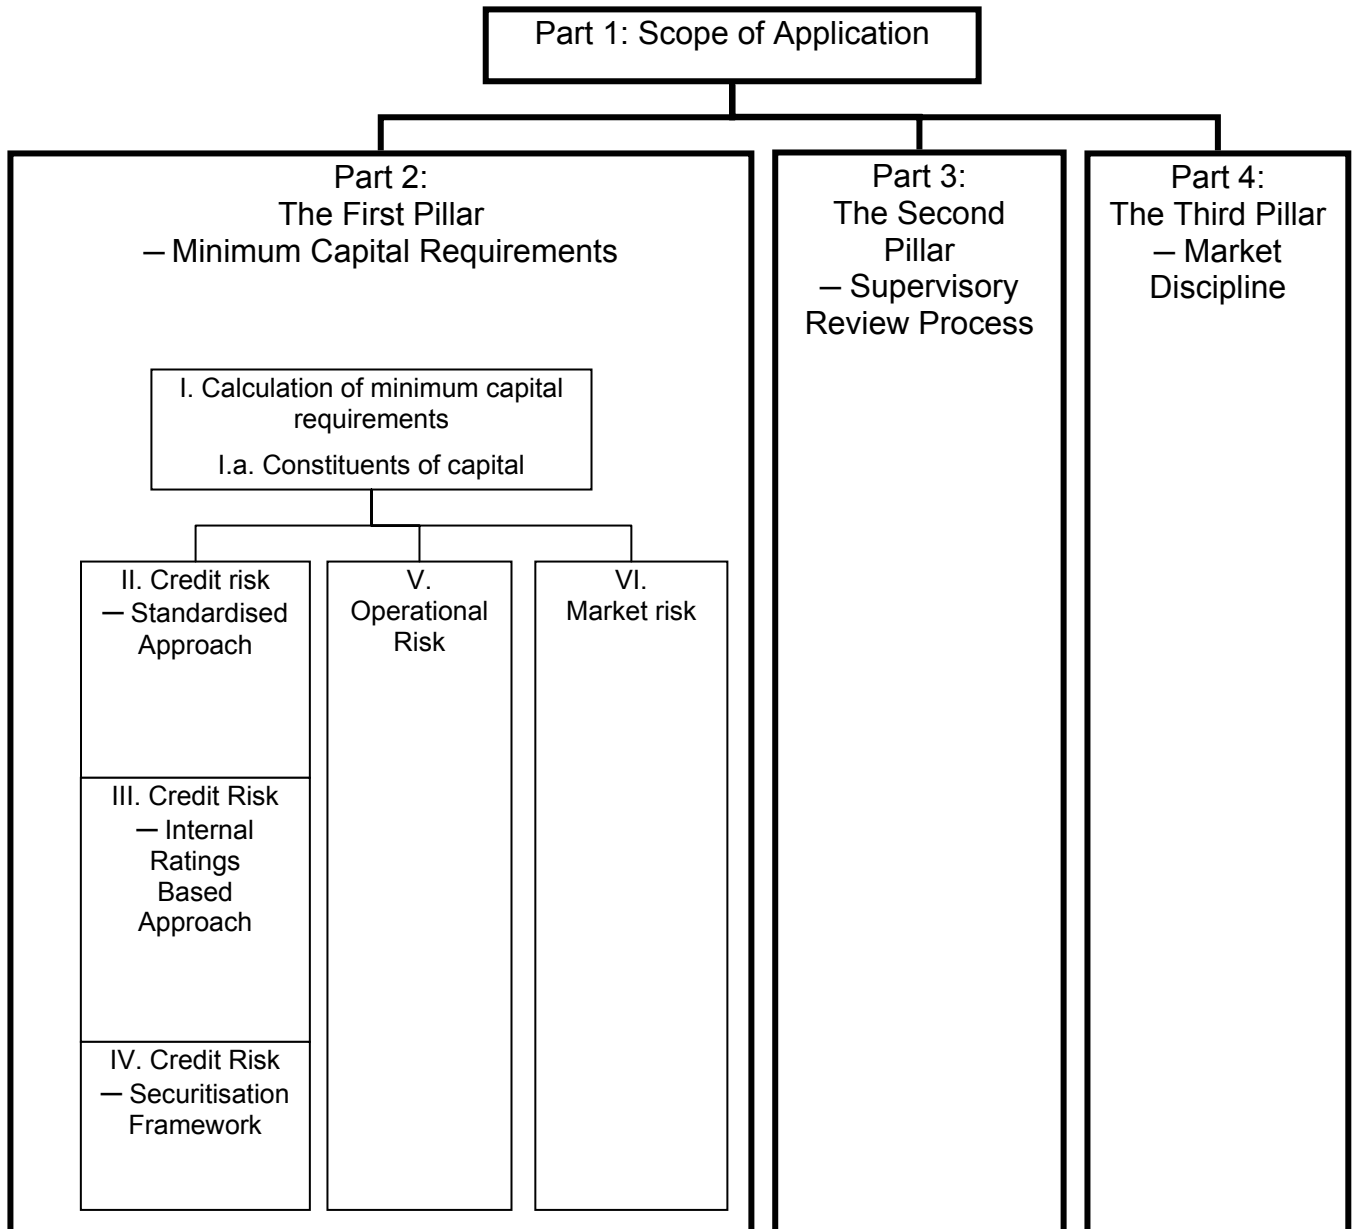 Part 1: Scope of Application
Part 2:
The First Pillar
— Minimum Capital Requirements
I. Calculation of minimum capital
requirements
I.a. Constituents of capital
II. Credit risk
— Standardised
Approach
III. Credit Risk
— Internal
Ratings
Based
Approach
IV. Credit Risk
— Securitisation
Framework
V.
Operational
Risk
VI.
Market risk
Part 3:
The Second
Pillar
— Supervisory
Review Process
Part 4:
The Third Pillar
— Market
Discipline